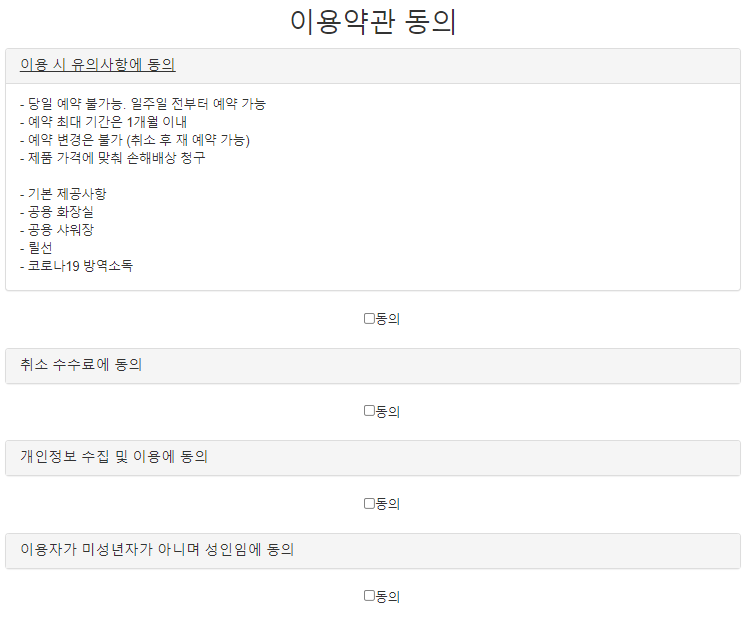 이용약관 동의
이용 시 유의사항에 동의
- 당일 예약 불가능. 일주일 전부터 예약 가능
- 예약 최대 기간은 1개월 이내
- 예약 변경은 불가 (취소 후 재 예약 가능)
- 제품 가격에 맞춰 손해배상 청구
- 기본 제공사항
- 공용 화장실
- 공용 샤워장
- 릴선
- 코로나19 방역소독
동의
취소 수수료에 동의
동의
개인정보 수집 및 이용에 동의
동의
이용자가 미성년자가 아니며 성인임에 동의
동의